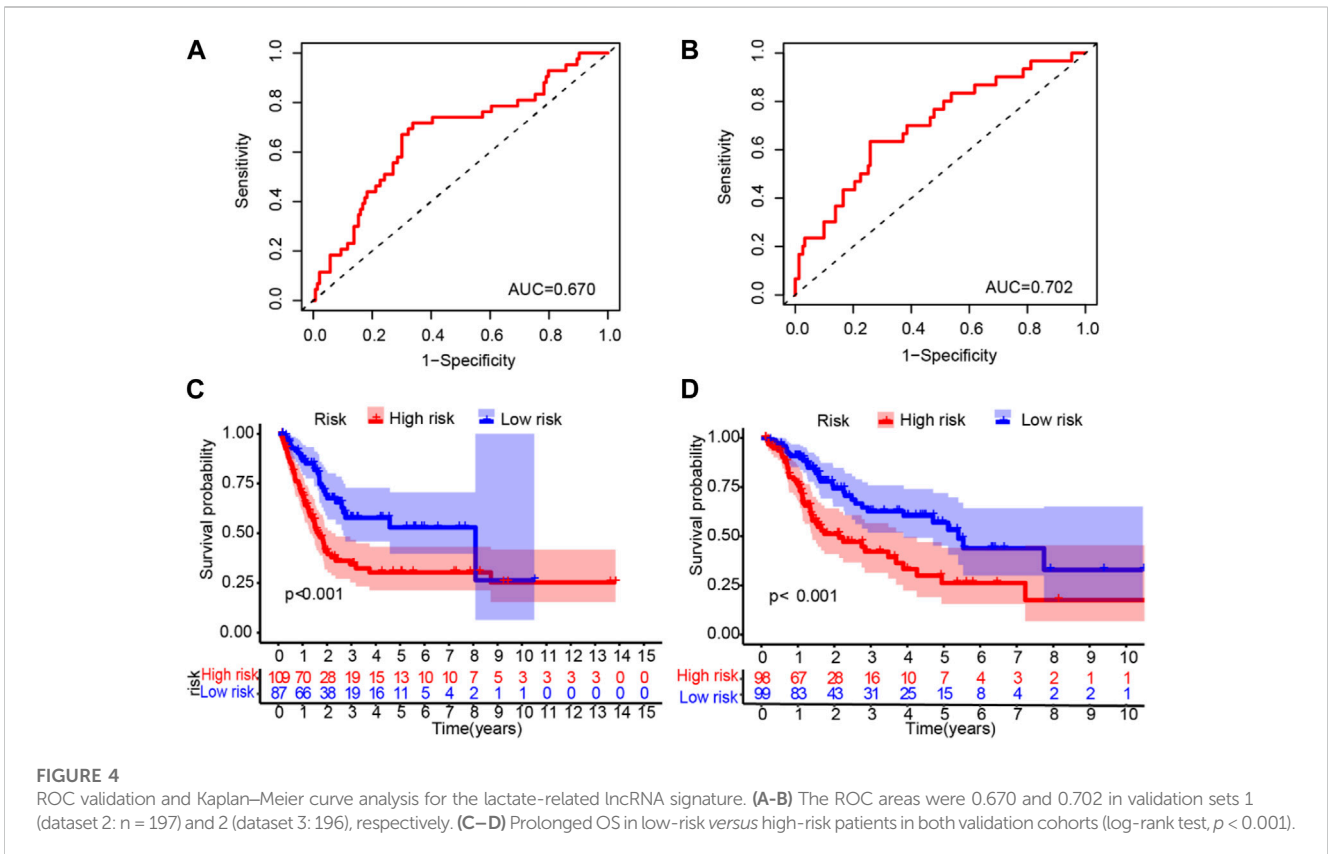 A
B
1.0
0.8
0.6
0.4
0.2
0.0
Sensitivity
AUC=0.670
0.0 0.2 0.4 0.6 0.8 1.0
1−Specificity
1.0
0.8
0.6
0.4
0.2
0.0
Sensitivity
AUC=0.702
0.0 0.2 0.4 0.6 0.8 1.0
1−Specificity
C
Risk High risk Low risk
1.00
0.75
0.50
0.25
0.00
Survival probability
p<0.001
0 1 2 3 4 5 6 7 8 9 10 11 12 13 14 15
risk
High risk 109 70 28 19 15 13 10 10 7 5 3 3 3 3 0 0
Low risk 87 66 38 19 16 11 5 4 2 1 1 0 0 0 0 0
0 1 2 3 4 5 6 7 8 9 10 11 12 13 14 15
Time(years)
D
Risk High risk Low risk
1.00
0.75
0.50
0.25
0.00
Survival probability
p< 0.001
0 1 2 3 4 5 6 7 8 9 10
High risk 98 67 28 16 10 7 4 3 2 1 1
Low risk 99 83 43 31 25 15 8 4 2 2 1
0 1 2 3 4 5 6 7 8 9 10
Time(years)
FIGURE 4
ROC validation and Kaplan–Meier curve analysis for the lactate-related lncRNA signature. (A-B) The ROC areas were 0.670 and 0.702 in validation sets 1
(dataset 2: n = 197) and 2 (dataset 3: 196), respectively. (C–D) Prolonged OS in low-risk versus high-risk patients in both validation cohorts (log-rank test, p < 0.001).